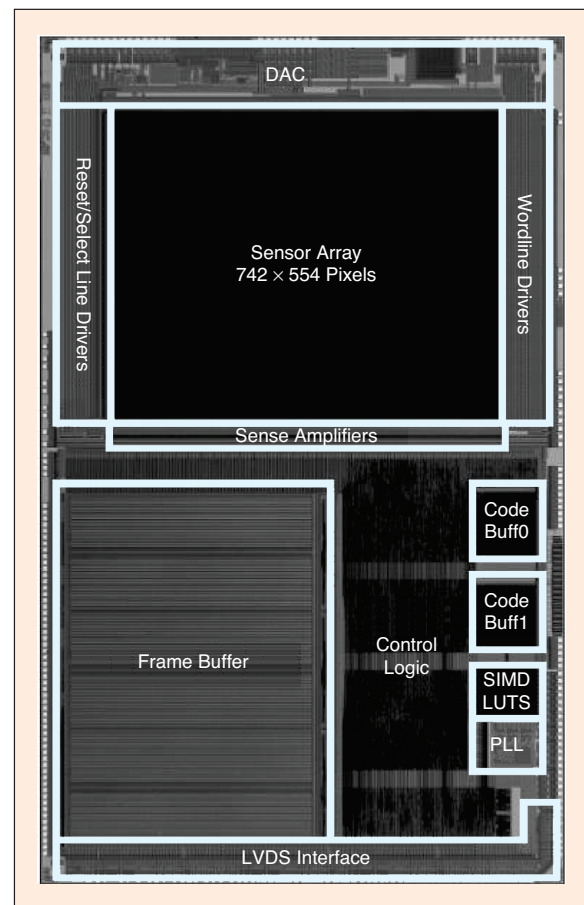 DAC
Reset/Select Line Drivers
Sensor Array
742 × 554 Pixels
Wordline Drivers
Sense Amplifiers
Code
Buff0
Code
Buff1
Frame Buffer
Control
Logic
SIMD
LUTS
PLL
LVDS Interface